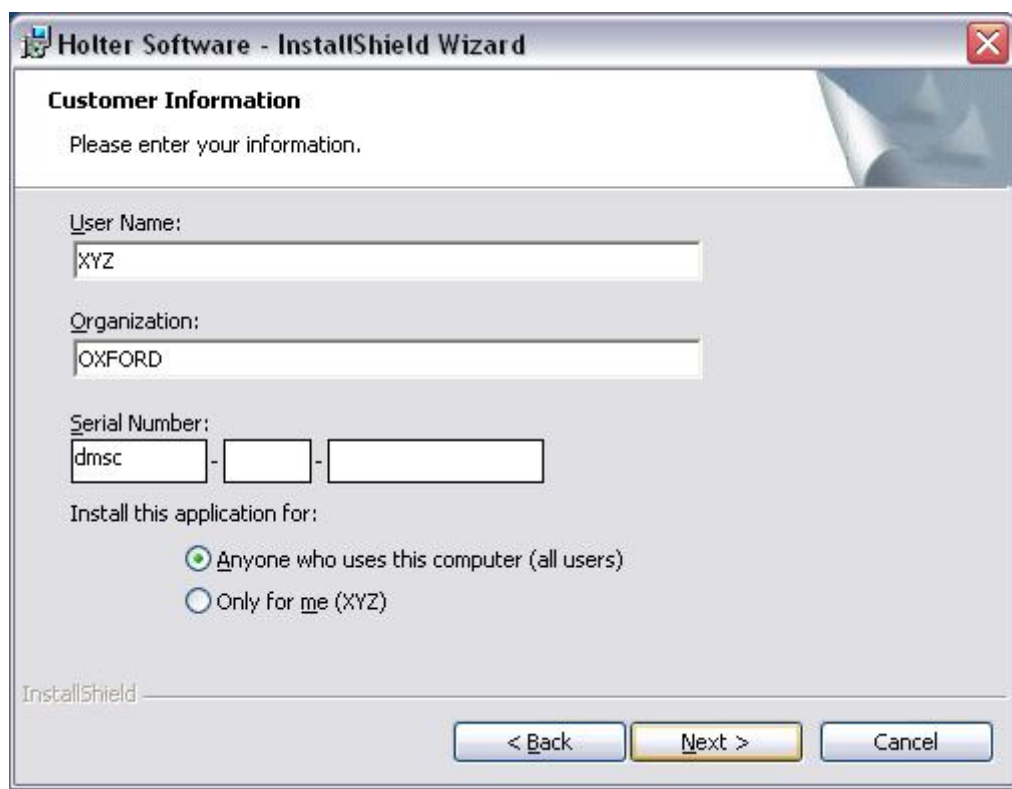 Holter Software - InstallShield Wizard
Customer Information
Please enter your information.
User Name:
XYZ
Organization:
OXFORD
Serial Number:
dmsc - -
Install this application for:
Anyone who uses this computer (all users)
Only for me (XYZ)
InstallShield
< Back Next > Cancel